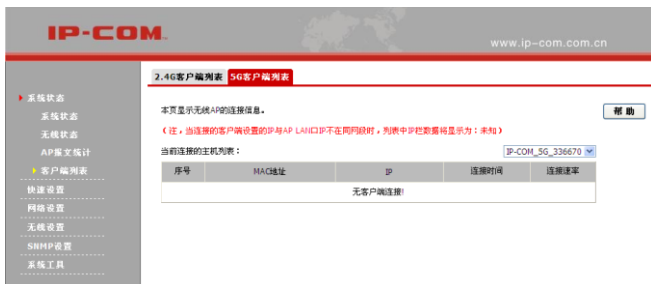 IP-COM
www.ip-com.com.cn
2.4G客户端列表 5G客户端列表
系统状态
系统状态
无线状态
AP报文统计
客户端列表
快速设置
网络设置
无线设置
SNMP设置
系统工具
本页显示无线AP的连接信息。
帮助
(注,当连接的客户端设置的IP与AP LAN口IP不在同网段时,列表中IP栏数据将显示为:未知)
当前连接的主机列表:
IP-COM_5G_336670
序号 MAC地址 IP 连接时间 连接速率
无客户端连接!